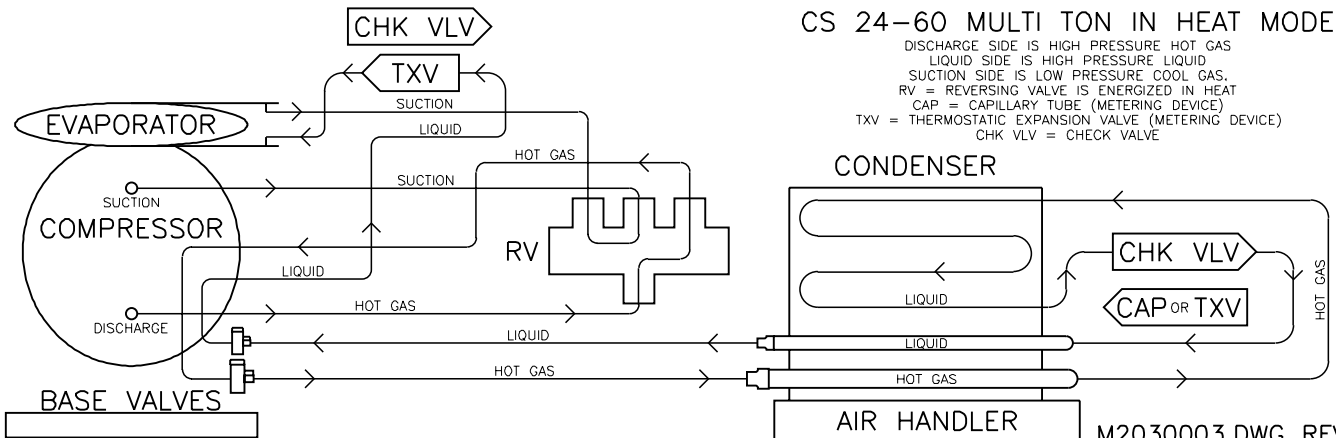 CS 24-60 MULTI TON IN HEAT MODE
DISCHARGE SIDE IS HIGH PRESSURE HOT GAS
LIQUID SIDE IS HIGH PRESSURE LIQUID
SUCTION SIDE IS LOW PRESSURE COOL GAS.
RV = REVERSING VALVE IS ENERGIZED IN HEAT
CAP = CAPILLARY TUBE (METERING DEVICE)
TXV = THERMOSTATIC EXPANSION VALVE (METERING DEVICE)
CHK VLV = CHECK VALVE
CHK VLV
TXV
SUCTION
EVAPORATOR
LIQUID
HOT GAS
SUCTION
SUCTION
COMPRESSOR
RV
LIQUID
HOT GAS
DISCHARGE
LIQUID
HOT GAS
BASE VALVES
CONDENSER
CHK VLV
LIQUID
CAP OR TXV
HOT GAS
LIQUID
HOT GAS
AIR HANDLER
M2030003.DWG REV